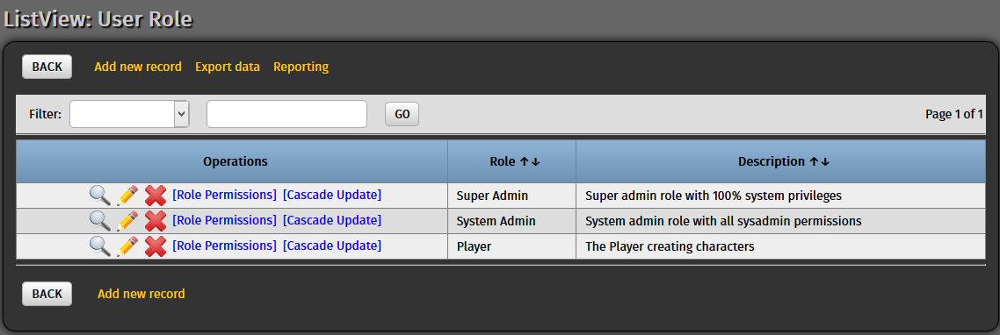 ListView: User Role
BACK Add new record Export data Reporting
Filter: GO Page 1 of 1
Operations Role ↑↓ Description ↑↓
[Role Permissions] [Cascade Update] Super Admin Super admin role with 100% system privileges
[Role Permissions] [Cascade Update] System Admin System admin role with all sysadmin permissions
[Role Permissions] [Cascade Update] Player The Player creating characters
BACK Add new record